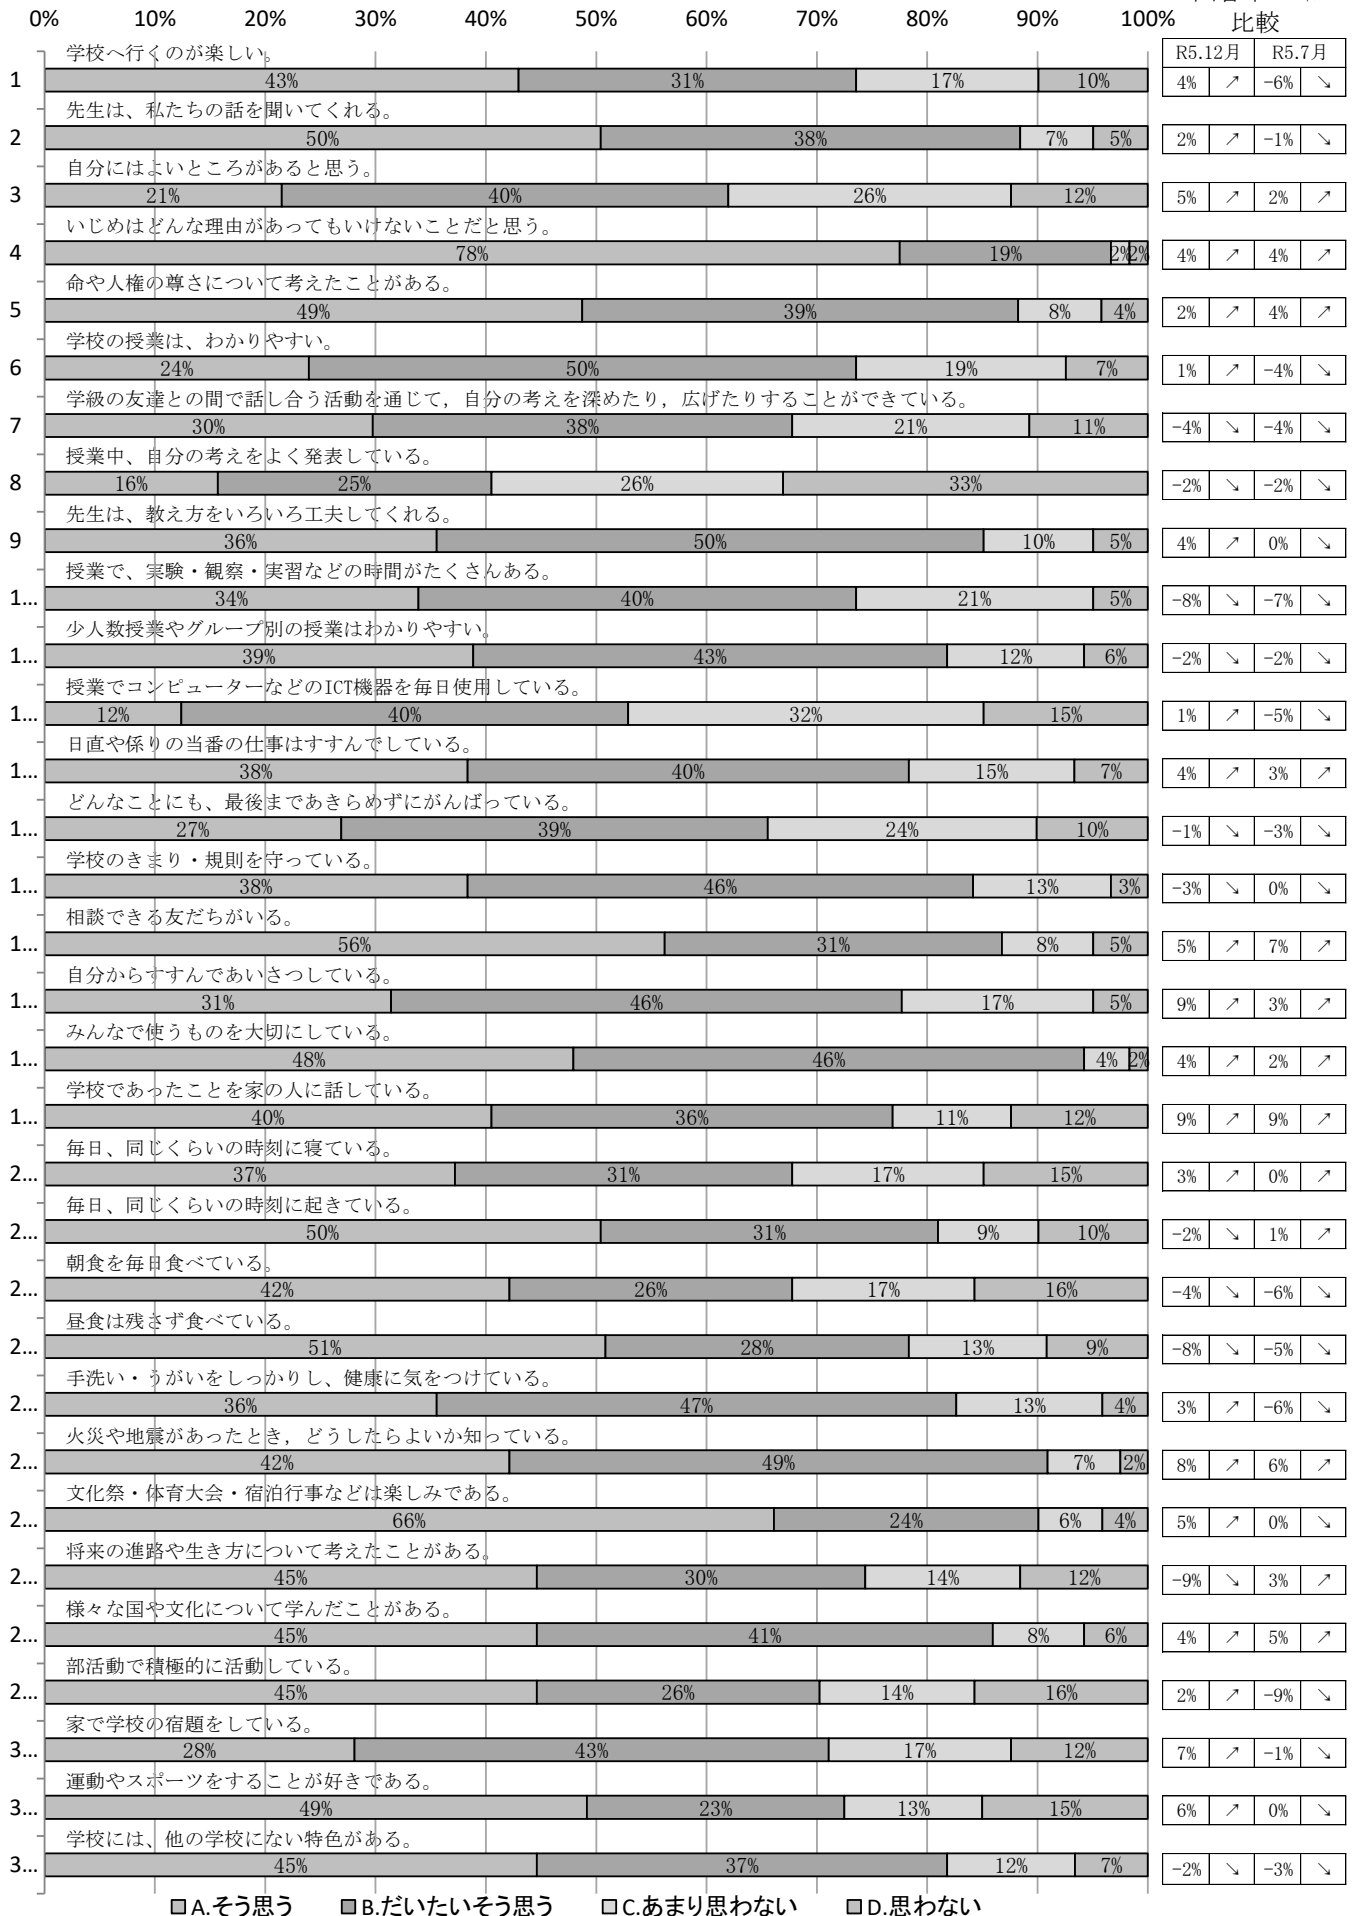 0% 10% 20% 30% 40% 50% 60% 70% 80% 90% 100%
比較
R5.12月 R5.7月
学校へ行くのが楽しい。
1 43% 31% 17% 10% 4% ↗ -6% ↘
先生は、私たちの話を聞いてくれる。
2 50% 38% 7% 5% 2% ↗ -1% ↘
自分にはよいところがあると思う。
3 21% 40% 26% 12% 5% ↗ 2% ↗
いじめはどんな理由があってもいけないことだと思う。
4 78% 19% 2% 2% 4% ↗ 4% ↗
命や人権の尊さについて考えたことがある。
5 49% 39% 8% 4% 2% ↗ 4% ↗
学校の授業は、わかりやすい。
6 24% 50% 19% 7% 1% ↗ -4% ↘
学級の友達との間で話し合う活動を通じて，自分の考えを深めたり，広げたりすることができている。
7 30% 38% 21% 11% -4% ↘ -4% ↘
授業中、自分の考えをよく発表している。
8 16% 25% 26% 33% -2% ↘ -2% ↘
先生は、教え方をいろいろ工夫してくれる。
9 36% 50% 10% 5% 4% ↗ 0% ↘
授業で、実験・観察・実習などの時間がたくさんある。
1... 34% 40% 21% 5% -8% ↘ -7% ↘
少人数授業やグループ別の授業はわかりやすい。
1... 39% 43% 12% 6% -2% ↘ -2% ↘
授業でコンピューターなどのICT機器を毎日使用している。
1... 12% 40% 32% 15% 1% ↗ -5% ↘
日直や係りの当番の仕事はすすんでしている。
1... 38% 40% 15% 7% 4% ↗ 3% ↗
どんなことにも、最後まであきらめずにがんばっている。
1... 27% 39% 24% 10% -1% ↘ -3% ↘
学校のきまり・規則を守っている。
1... 38% 46% 13% 3% -3% ↘ 0% ↘
相談できる友だちがいる。
1... 56% 31% 8% 5% 5% ↗ 7% ↗
自分からすすんであいさつしている。
1... 31% 46% 17% 5% 9% ↗ 3% ↗
みんなで使うものを大切にしている。
1... 48% 46% 4% 2% 4% ↗ 2% ↗
学校であったことを家の人に話している。
1... 40% 36% 11% 12% 9% ↗ 9% ↗
毎日、同じくらいの時刻に寝ている。
2... 37% 31% 17% 15% 3% ↗ 0% ↗
毎日、同じくらいの時刻に起きている。
2... 50% 31% 9% 10% -2% ↘ 1% ↗
朝食を毎日食べている。
2... 42% 26% 17% 16% -4% ↘ -6% ↘
昼食は残さず食べている。
2... 51% 28% 13% 9% -8% ↘ -5% ↘
手洗い・うがいをしっかりし、健康に気をつけている。
2... 36% 47% 13% 4% 3% ↗ -6% ↘
火災や地震があったとき，どうしたらよいか知っている。
2... 42% 49% 7% 2% 8% ↗ 6% ↗
文化祭・体育大会・宿泊行事などは楽しみである。
2... 66% 24% 6% 4% 5% ↗ 0% ↘
将来の進路や生き方について考えたことがある。
2... 45% 30% 14% 12% -9% ↘ 3% ↗
様々な国や文化について学んだことがある。
2... 45% 41% 8% 6% 4% ↗ 5% ↗
部活動で積極的に活動している。
2... 45% 26% 14% 16% 2% ↗ -9% ↘
家で学校の宿題をしている。
3... 28% 43% 17% 12% 7% ↗ -1% ↘
運動やスポーツをすることが好きである。
3... 49% 23% 13% 15% 6% ↗ 0% ↘
学校には、他の学校にない特色がある。
3... 45% 37% 12% 7% -2% ↘ -3% ↘
A.そう思う B.だいたいそう思う C.あまり思わない D.思わない